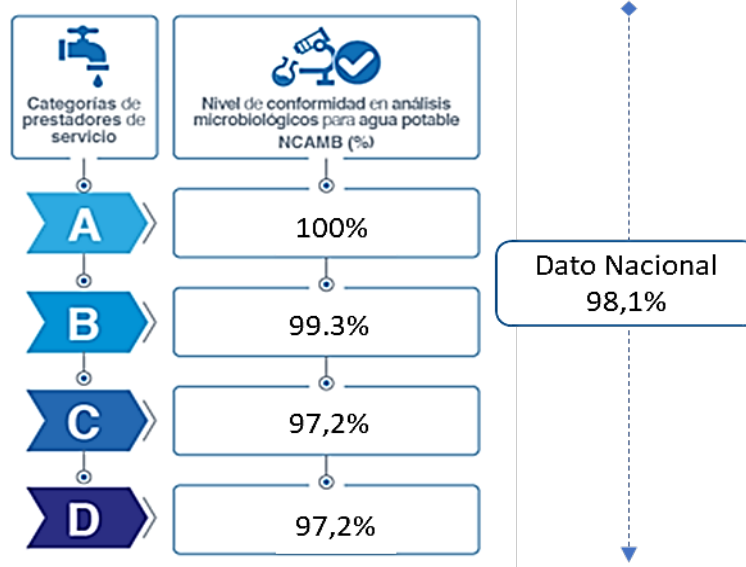 Categorías de
prestadores de
servicio
Nivel de conformidad en análisis
microbiológicos para agua potable
NCAMB (%)
A
100%
B
99.3%
C
97,2%
D
97,2%
Dato Nacional
98,1%